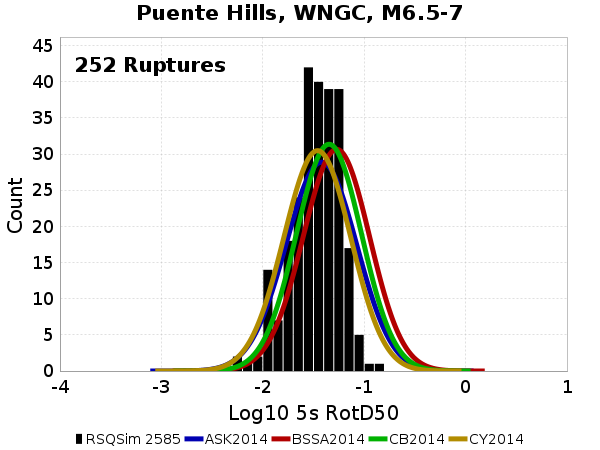 Puente Hills, WNGC, M6.5-7
252 Ruptures
45
40
35
30
25
20
15
10
5
0
Count
-4 -3 -2 -1 0 1
Log10 5s RotD50
RSQSim 2585 ASK2014 BSSA2014 CB2014 CY2014